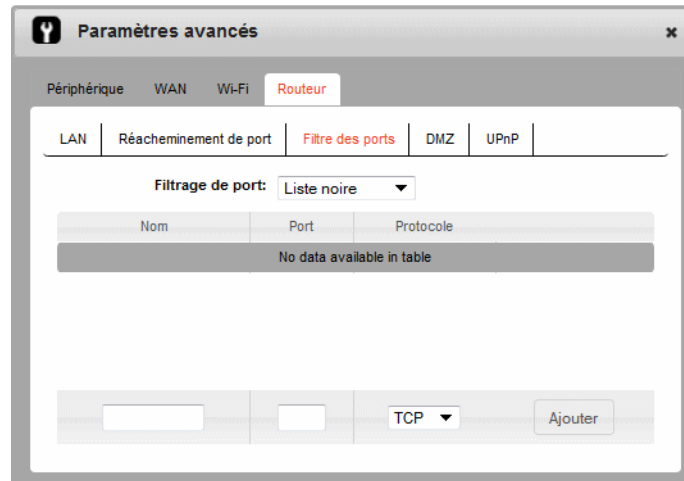 Paramètres avancés
Périphérique WAN Wi-Fi Routeur
LAN Réacheminement de port Filtre des ports DMZ UPnP
Filtrage de port: Liste noire
Nom Port Protocole
No data available in table
TCP Ajouter